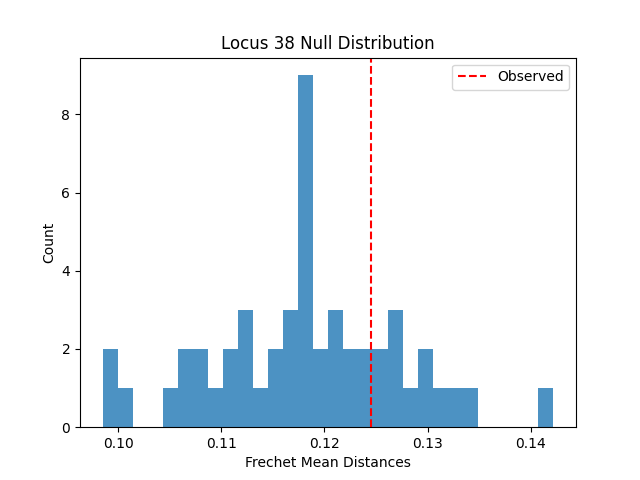 Locus 38 Null Distribution
Observed
Count
8
6
4
2
0
0.10 0.11 0.12 0.13 0.14
Frechet Mean Distances